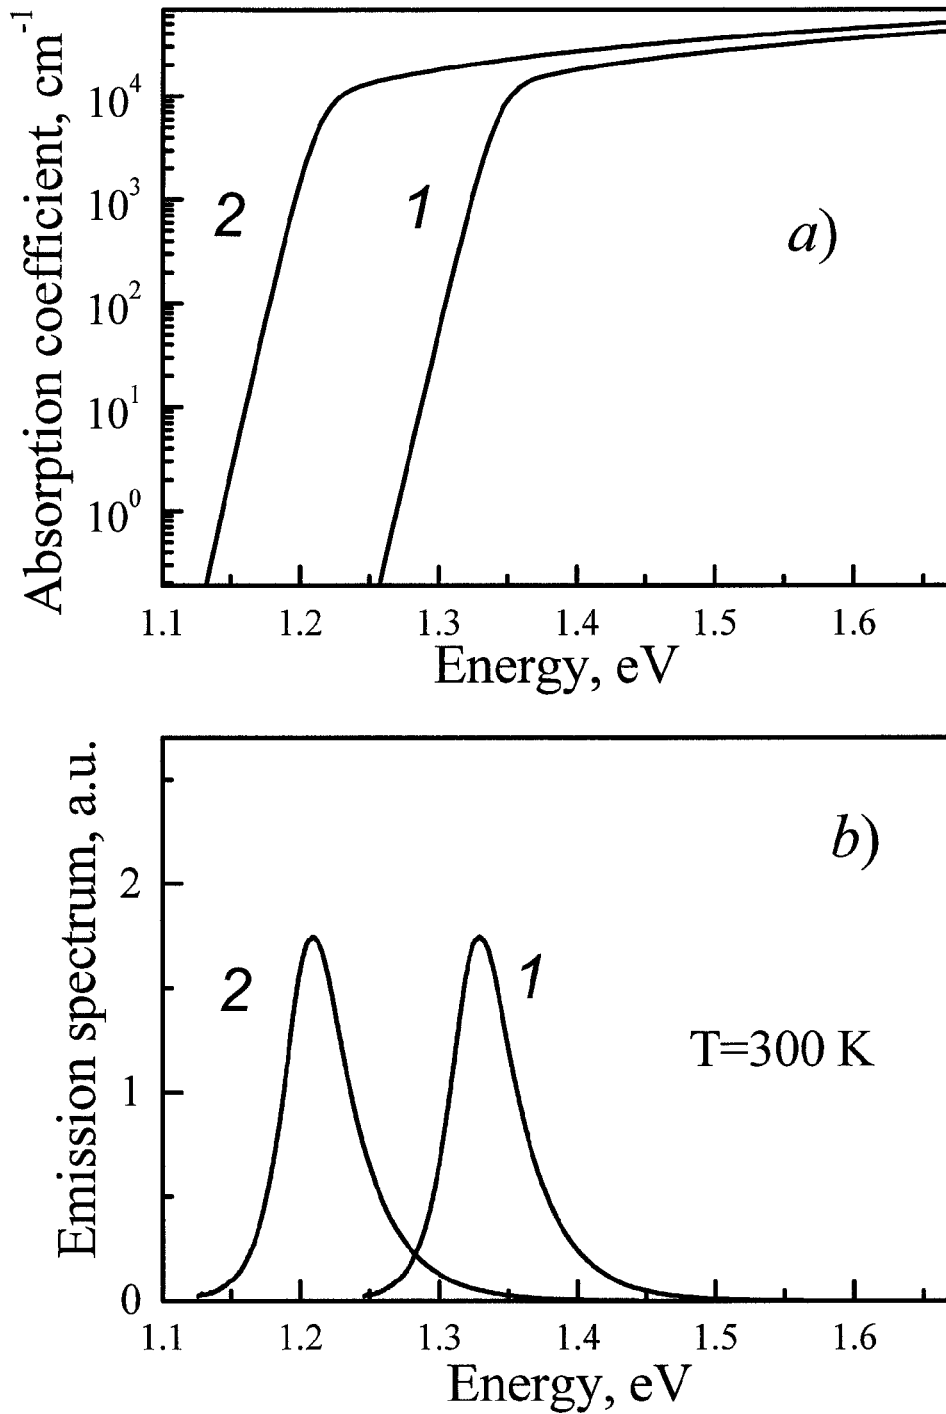 Absorption coefficient, cm⁻¹
10⁴
10³
10²
10¹
10⁰
2
1
a)
1.1 1.2 1.3 1.4 1.5 1.6
Energy, eV
Emission spectrum, a.u.
2
1
0
2
1
b)
T=300 K
1.1 1.2 1.3 1.4 1.5 1.6
Energy, eV